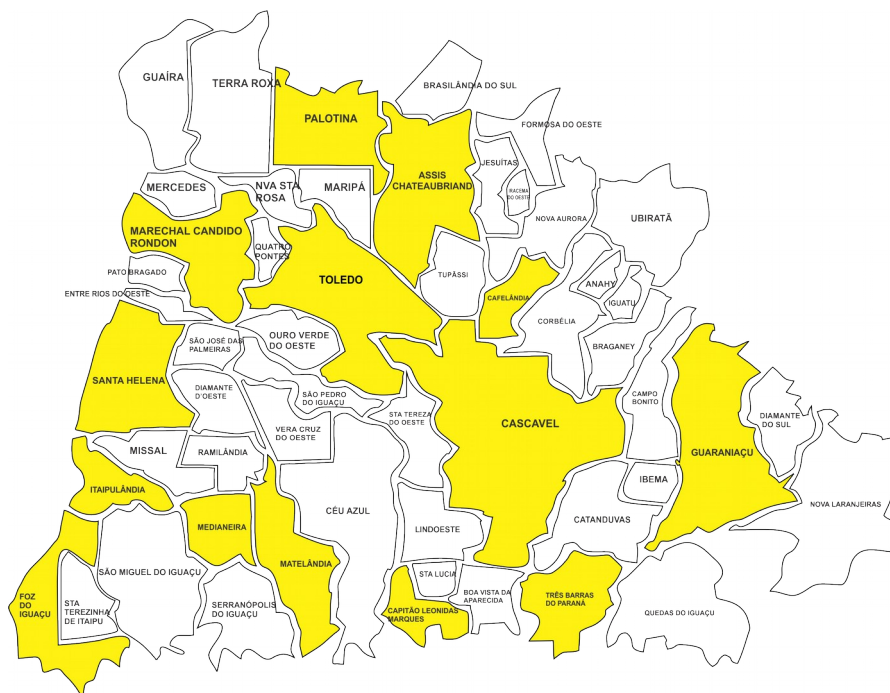 GUAÍRA
TERRA ROXA
BRASILÂNDIA DO SUL
PALOTINA
FORMOSA DO OESTE
JESUÍTAS
ASSIS
CHATEAUBRIAND
MERCEDES
NVA STA
ROSA
MARIPÁ
IRACEMA
DO OESTE
NOVA AURORA
UBIRATÃ
MARECHAL CANDIDO
RONDON
QUATRO
PONTES
PATO BRAGADO
TOLEDO
TUPÃSSI
ANAHY
ENTRE RIOS DO OESTE
CAFELÂNDIA
IGUATU
CORBÉLIA
OURO VERDE
DO OESTE
SÃO JOSÉ DAS
PALMEIRAS
BRAGANEY
SANTA HELENA
DIAMANTE
D'OESTE
SÃO PEDRO
DO IGUAÇU
CAMPO
BONITO
STA TEREZA
DO OESTE
DIAMANTE
DO SUL
CASCAVEL
VERA CRUZ
DO OESTE
MISSAL
RAMILÂNDIA
GUARANIAÇU
IBEMA
ITAIPULÂNDIA
NOVA LARANJEIRAS
CÉU AZUL
CATANDUVAS
MEDIANEIRA
LINDOESTE
MATELÂNDIA
SÃO MIGUEL DO IGUAÇU
STA LUCIA
FOZ
DO
IGUAÇU
STA
TEREZINHA
DE ITAIPU
SERRANÓPOLIS
DO IGUAÇU
CAPITÃO LEONIDAS
MARQUES
BOA VISTA DA
APARECIDA
TRÊS BARRAS
DO PARANÁ
QUEDAS DO IGUAÇU